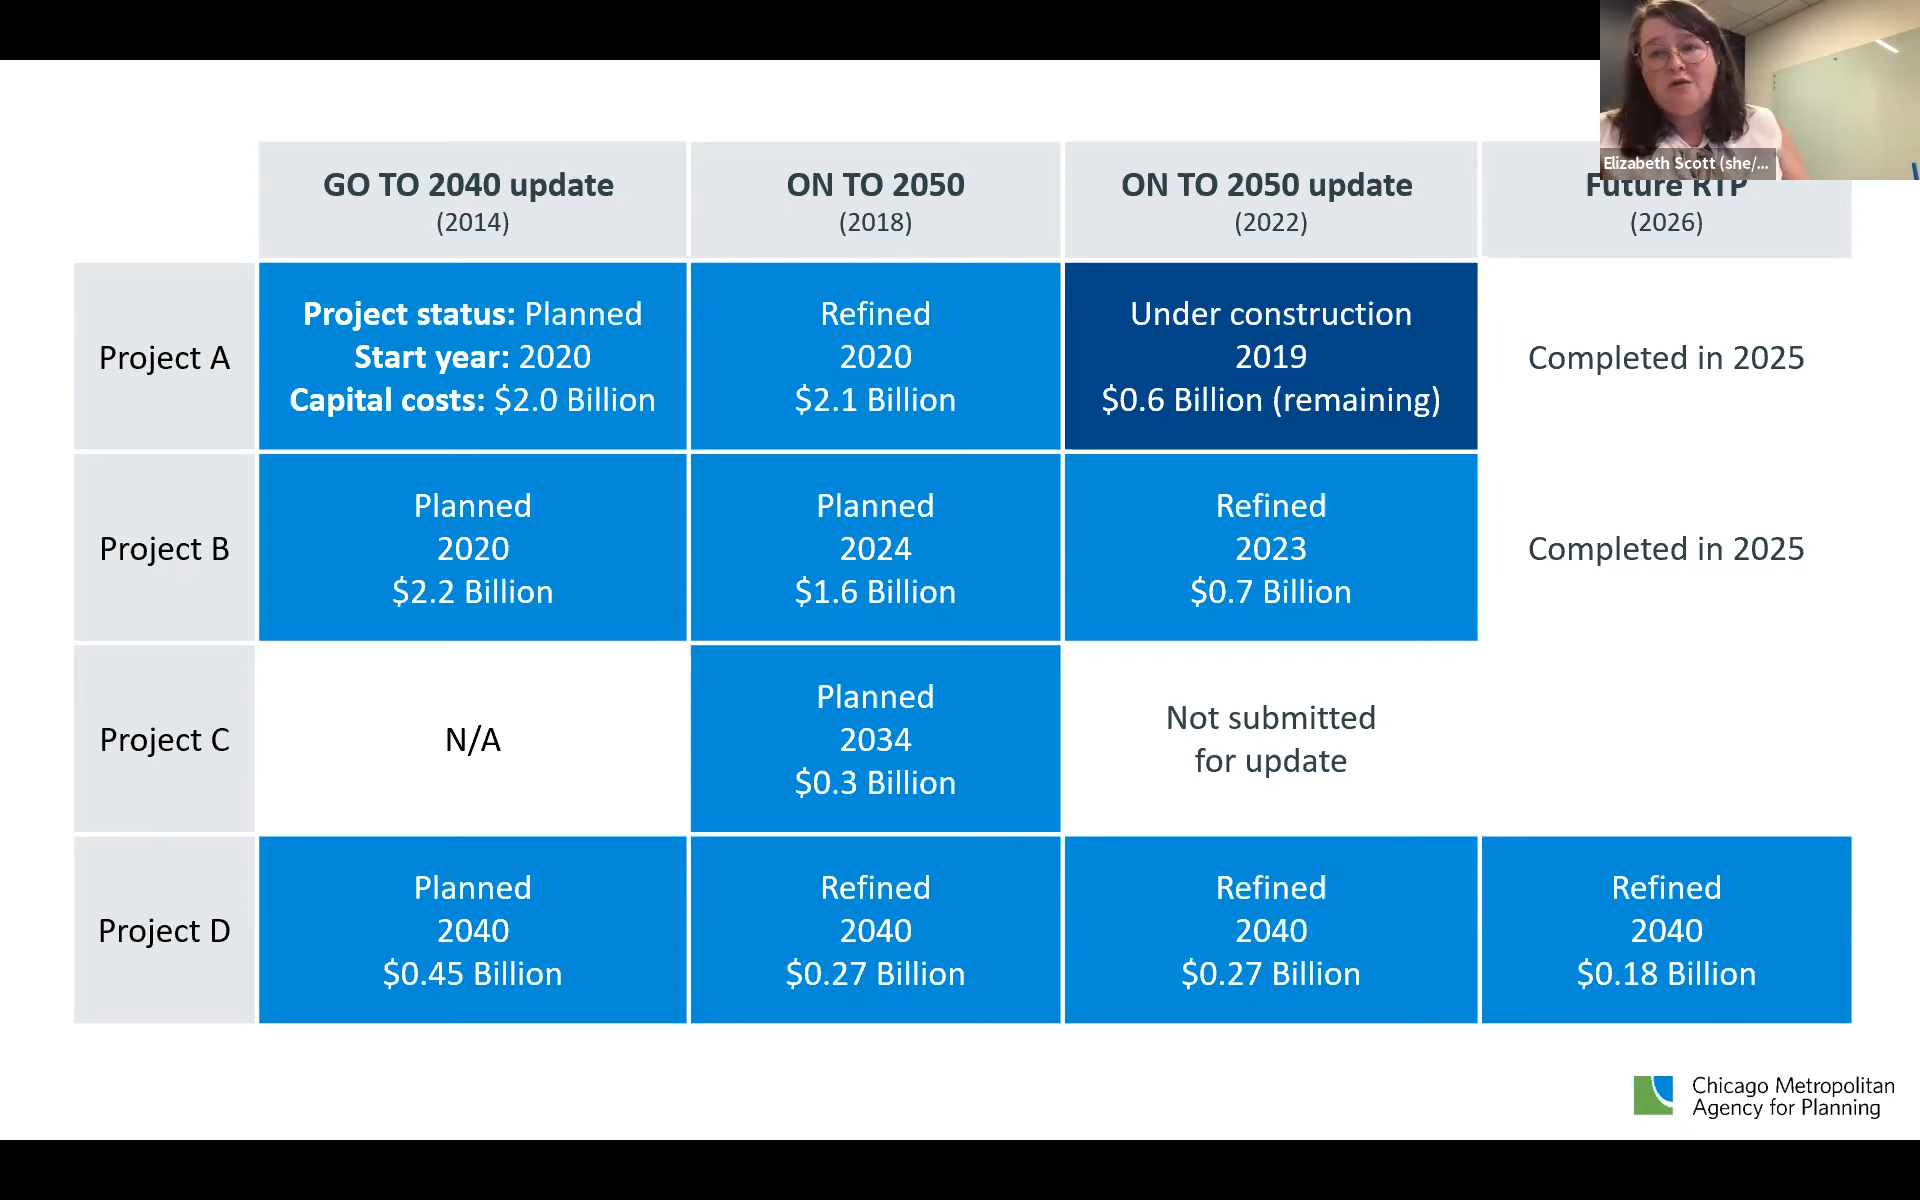 Elizabeth Scott (she/...
GO TO 2040 update
(2014)
ON TO 2050
(2018)
ON TO 2050 update
(2022)
Future RTP
(2026)
Project A
Project status: Planned
Start year: 2020
Capital costs: $2.0 Billion
Refined
2020
$2.1 Billion
Under construction
2019
$0.6 Billion (remaining)
Completed in 2025
Project B
Planned
2020
$2.2 Billion
Planned
2024
$1.6 Billion
Refined
2023
$0.7 Billion
Completed in 2025
Project C
N/A
Planned
2034
$0.3 Billion
Not submitted
for update
Project D
Planned
2040
$0.45 Billion
Refined
2040
$0.27 Billion
Refined
2040
$0.27 Billion
Refined
2040
$0.18 Billion
Chicago Metropolitan
Agency for Planning